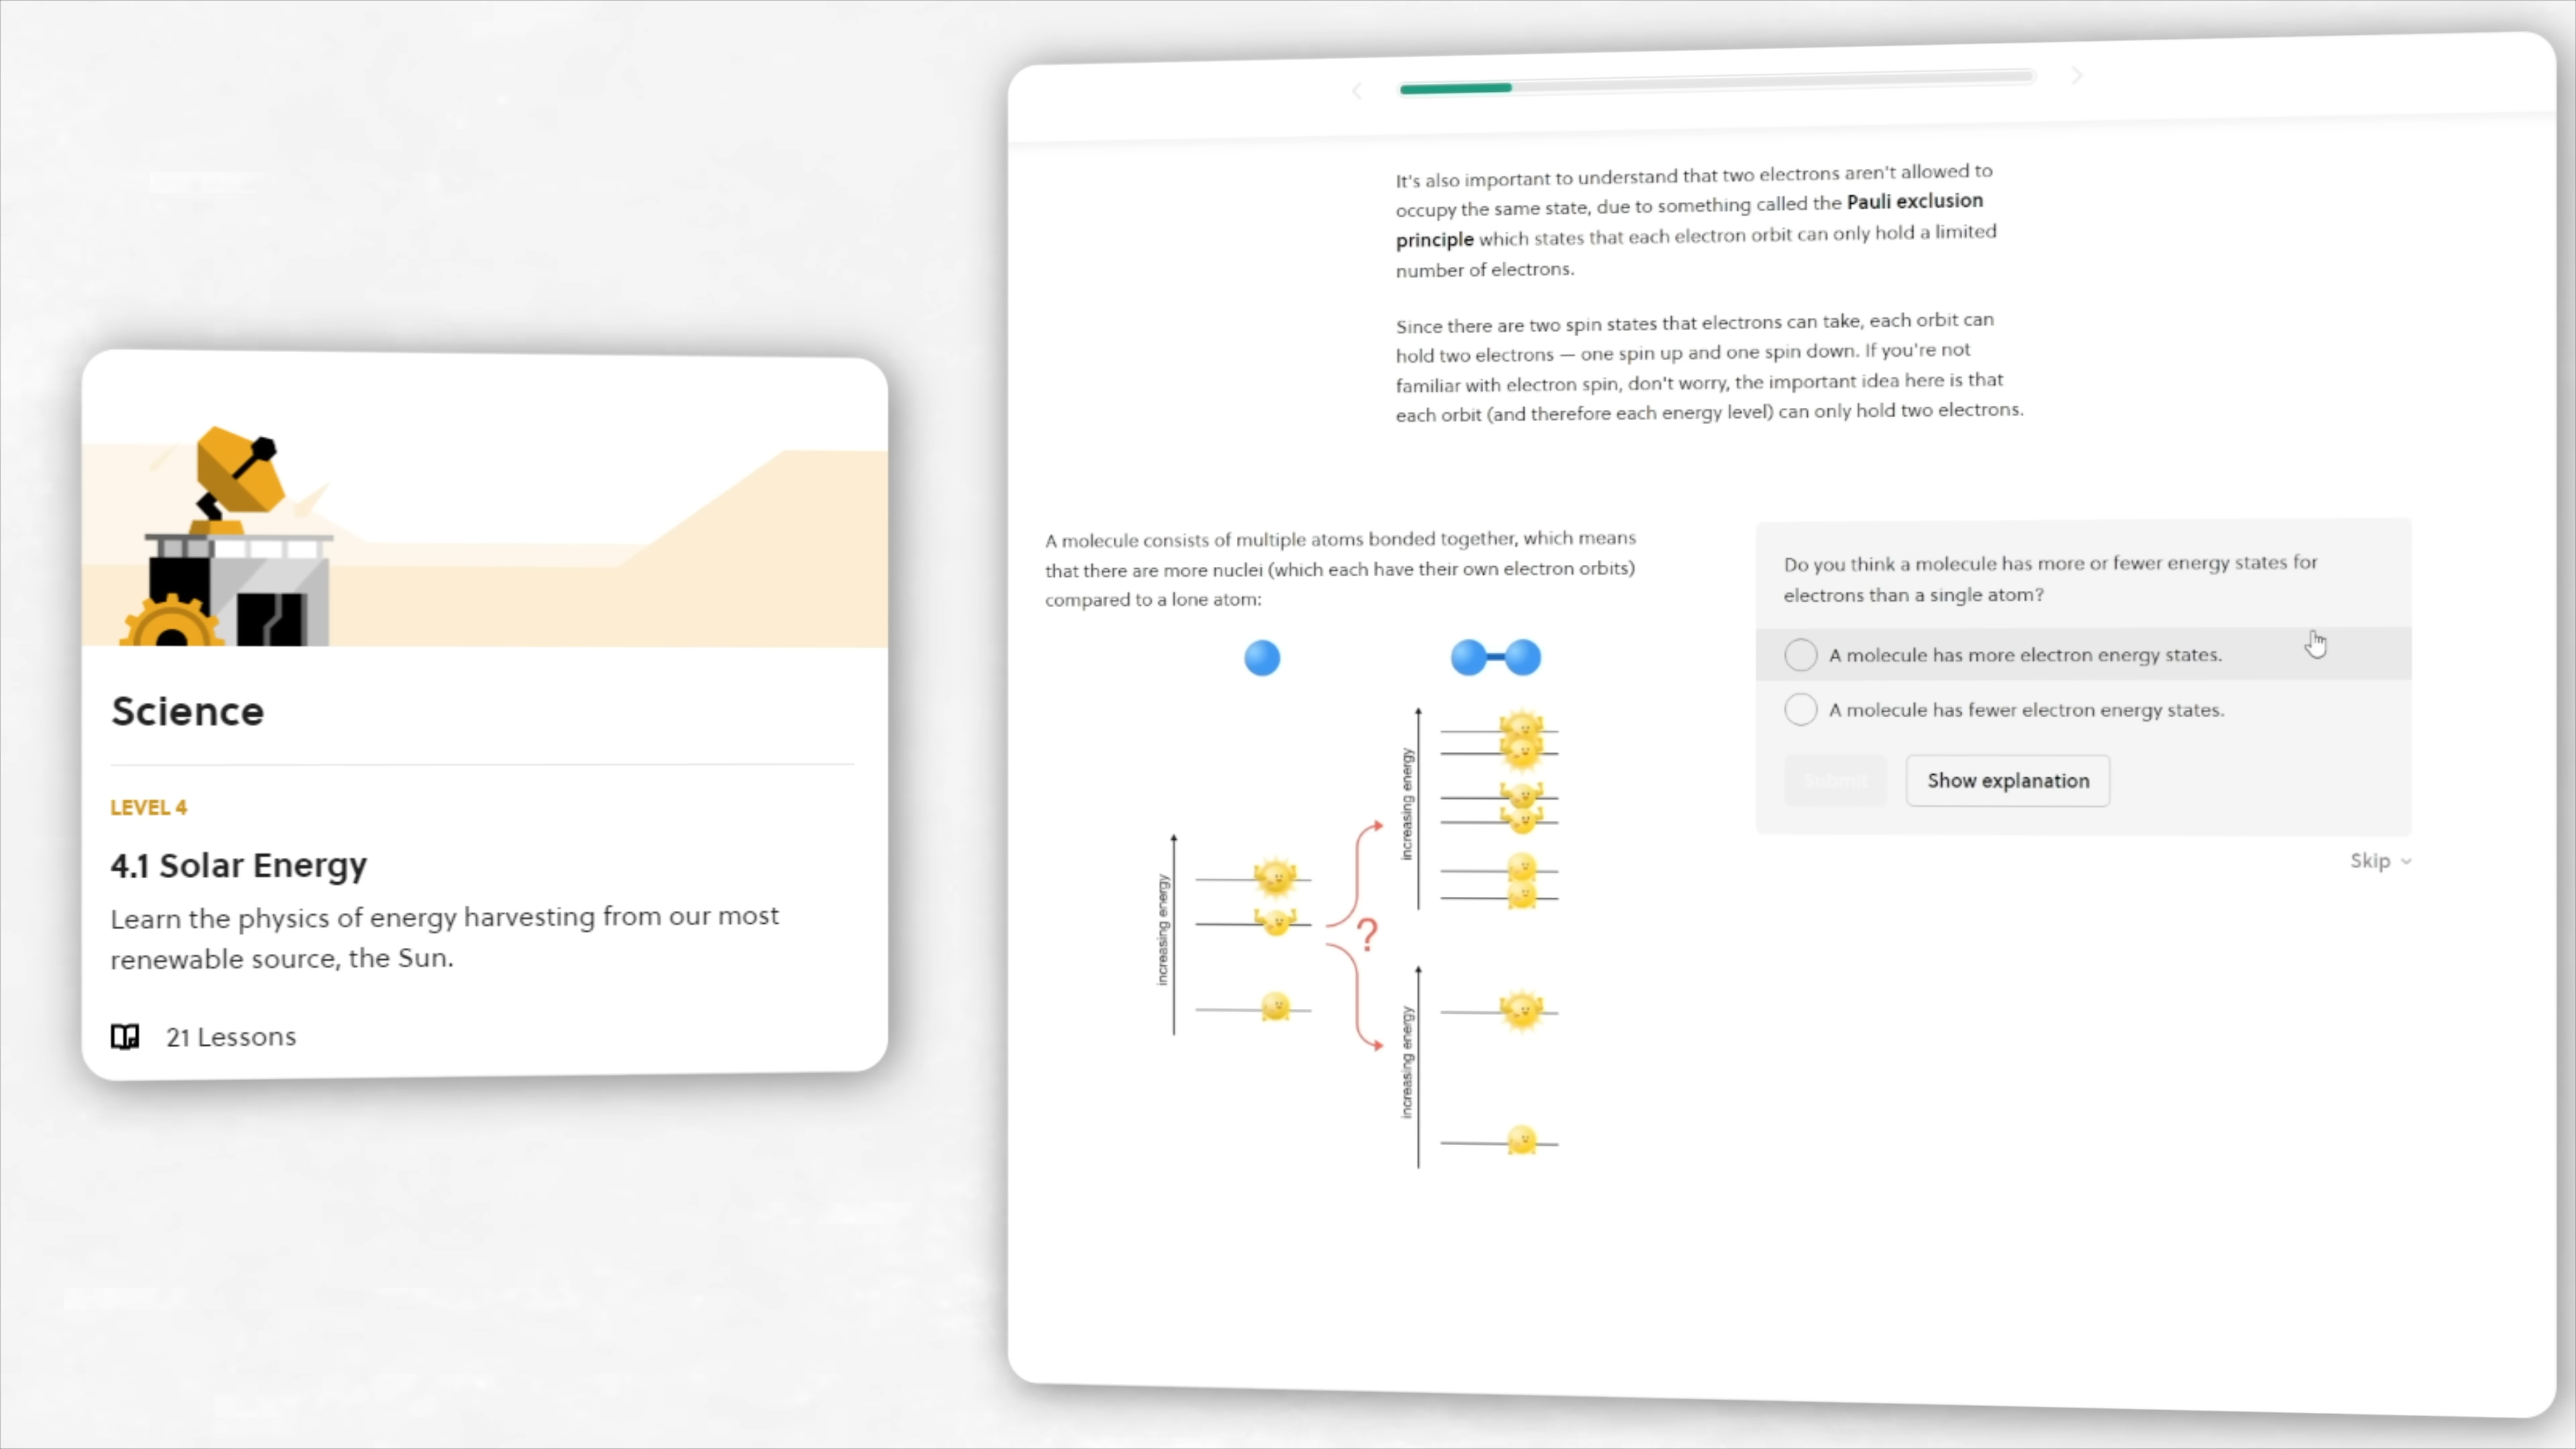 Science
LEVEL 4
4.1 Solar Energy
Learn the physics of energy harvesting from our most
renewable source, the Sun.
21 Lessons
It's also important to understand that two electrons aren't allowed to
occupy the same state, due to something called the Pauli exclusion
principle which states that each electron orbit can only hold a limited
number of electrons.
Since there are two spin states that electrons can take, each orbit can
hold two electrons — one spin up and one spin down. If you're not
familiar with electron spin, don't worry, the important idea here is that
each orbit (and therefore each energy level) can only hold two electrons.
A molecule consists of multiple atoms bonded together, which means
that there are more nuclei (which each have their own electron orbits)
compared to a lone atom:
increasing energy
?
increasing energy
increasing energy
Do you think a molecule has more or fewer energy states for
electrons than a single atom?
A molecule has more electron energy states.
A molecule has fewer electron energy states.
Submit
Show explanation
Skip